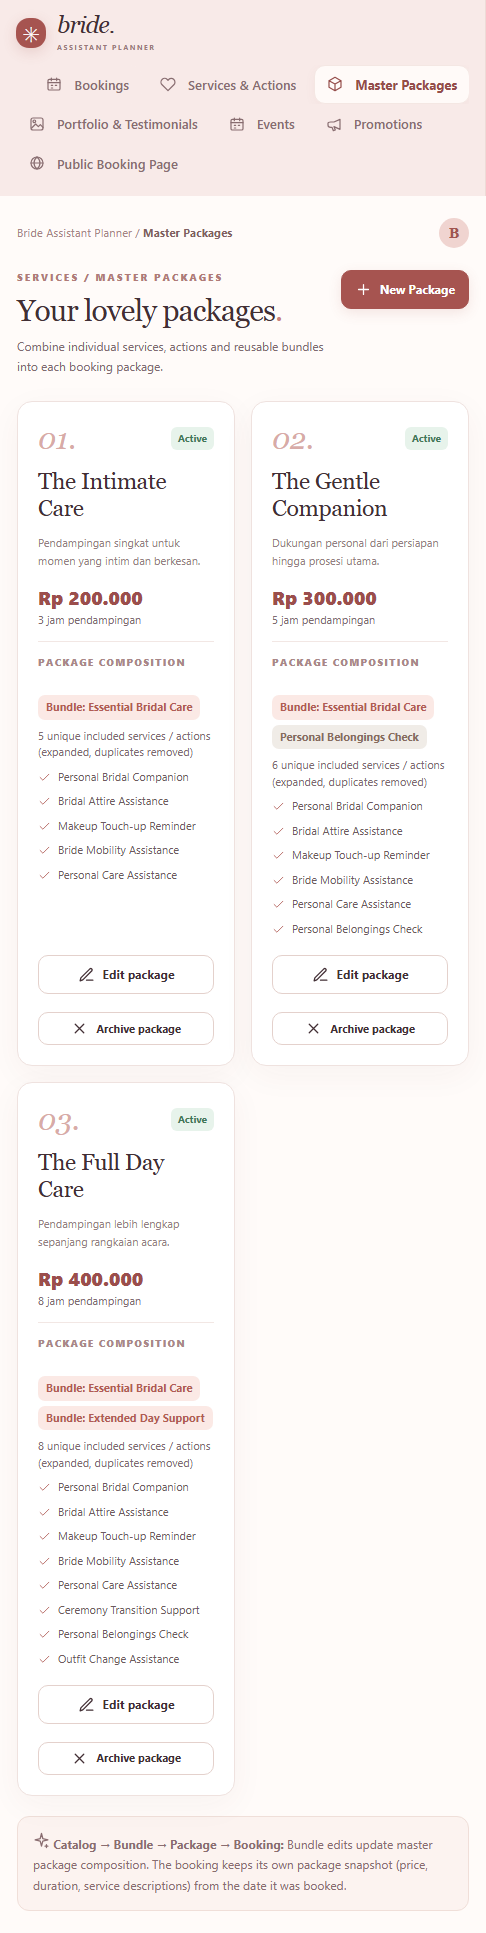 bride.
ASSISTANT PLANNER
Bookings
Services & Actions
Master Packages
Portfolio & Testimonials
Events
Promotions
Public Booking Page
Bride Assistant Planner / Master Packages
B
SERVICES / MASTER PACKAGES
Your lovely packages.
New Package
Combine individual services, actions and reusable bundles
into each booking package.
01.
Active
The Intimate
Care
Pendampingan singkat untuk
momen yang intim dan berkesan.
Rp 200.000
3 jam pendampingan
PACKAGE COMPOSITION
Bundle: Essential Bridal Care
5 unique included services / actions
(expanded, duplicates removed)
Personal Bridal Companion
Bridal Attire Assistance
Makeup Touch-up Reminder
Bride Mobility Assistance
Personal Care Assistance
Edit package
Archive package
02.
Active
The Gentle
Companion
Dukungan personal dari persiapan
hingga prosesi utama.
Rp 300.000
5 jam pendampingan
PACKAGE COMPOSITION
Bundle: Essential Bridal Care
Personal Belongings Check
6 unique included services / actions
(expanded, duplicates removed)
Personal Bridal Companion
Bridal Attire Assistance
Makeup Touch-up Reminder
Bride Mobility Assistance
Personal Care Assistance
Personal Belongings Check
Edit package
Archive package
03.
Active
The Full Day
Care
Pendampingan lebih lengkap
sepanjang rangkaian acara.
Rp 400.000
8 jam pendampingan
PACKAGE COMPOSITION
Bundle: Essential Bridal Care
Bundle: Extended Day Support
8 unique included services / actions
(expanded, duplicates removed)
Personal Bridal Companion
Bridal Attire Assistance
Makeup Touch-up Reminder
Bride Mobility Assistance
Personal Care Assistance
Ceremony Transition Support
Personal Belongings Check
Outfit Change Assistance
Edit package
Archive package
Catalog → Bundle → Package → Booking: Bundle edits update master
package composition. The booking keeps its own package snapshot (price,
duration, service descriptions) from the date it was booked.